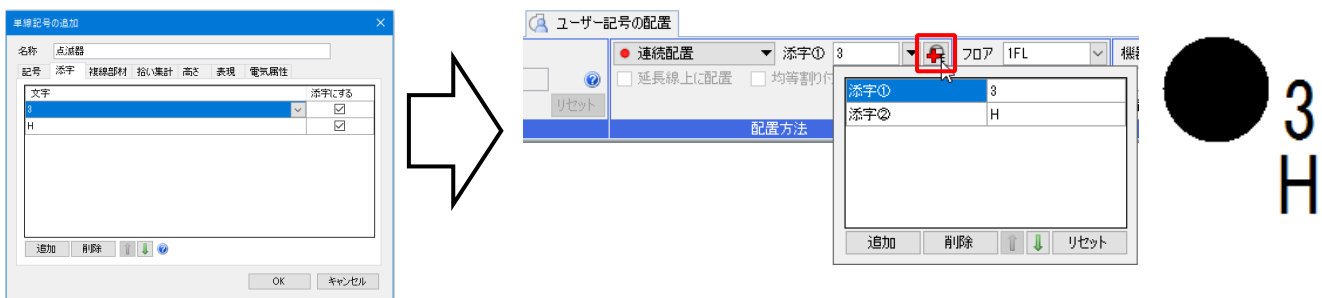 単線記号の追加
名称 点滅器
記号 添字 複線部材 拾い集計 高さ 表現 電気属性
文字 添字にする
3
H
追加 削除
OK キャンセル
ユーザー記号の配置
連続配置 添字① 3 フロア 1FL
延長線上に配置 均等割り付
リセット
配置方法
添字① 3
添字② H
追加 削除 リセット
3
H